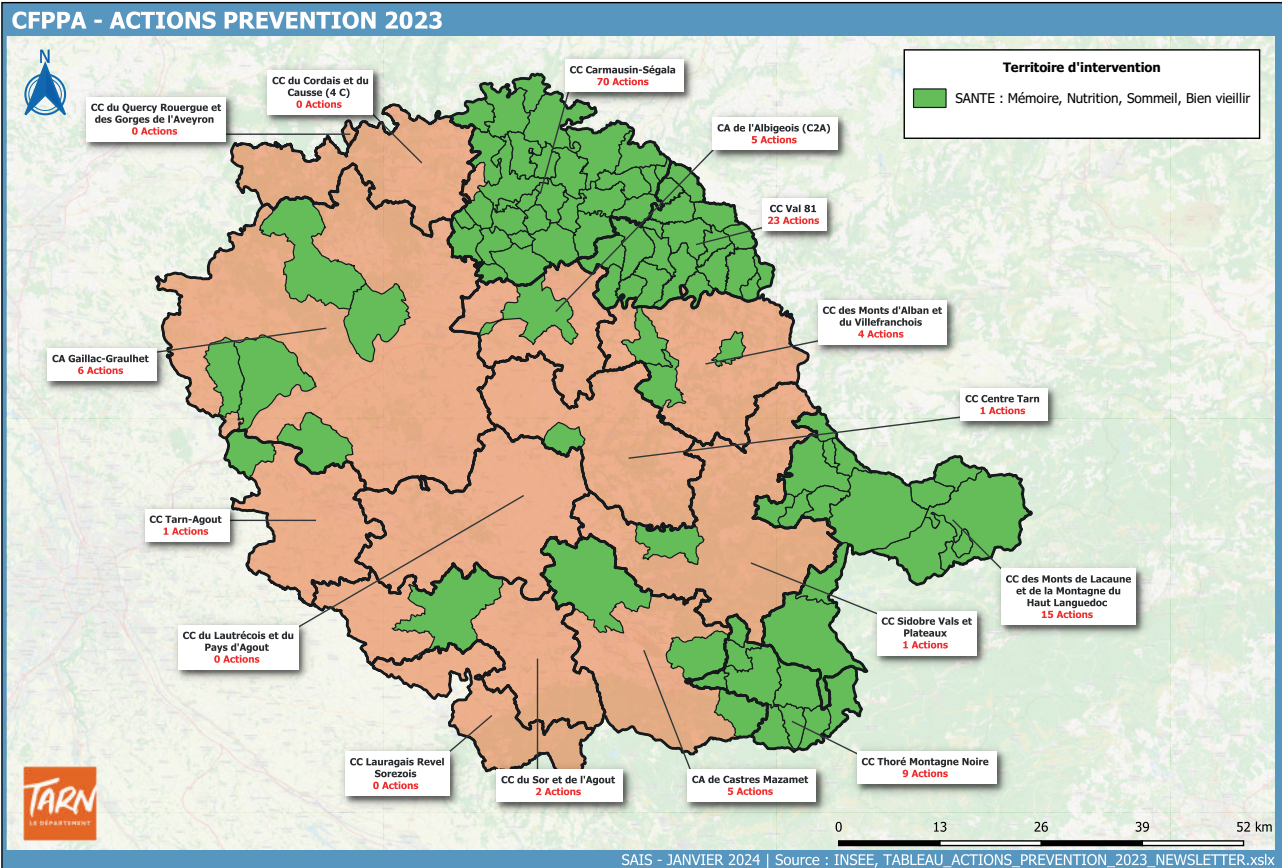 CFPPA - ACTIONS PREVENTION 2023
N
Territoire d'intervention
SANTE : Mémoire, Nutrition, Sommeil, Bien vieillir
CC Carmausin-Ségala
70 Actions
CC du Cordais et du
Causse (4 C)
0 Actions
CC du Quercy Rouergue et
des Gorges de l'Aveyron
0 Actions
CA de l'Albigeois (C2A)
5 Actions
CC Val 81
23 Actions
CC des Monts d'Alban et
du Villefranchois
4 Actions
CA Gaillac-Graulhet
6 Actions
CC Centre Tarn
1 Actions
CC Tarn-Agout
1 Actions
CC des Monts de Lacaune
et de la Montagne du
Haut Languedoc
15 Actions
CC du Lautrécois et du
Pays d'Agout
0 Actions
CC Sidobre Vals et
Plateaux
1 Actions
CC Lauragais Revel
Sorezois
0 Actions
CC du Sor et de l'Agout
2 Actions
CA de Castres Mazamet
5 Actions
CC Thoré Montagne Noire
9 Actions
TARN
LE DÉPARTEMENT
0 13 26 39 52 km
SAIS - JANVIER 2024 | Source : INSEE, TABLEAU_ACTIONS_PREVENTION_2023_NEWSLETTER.xslx